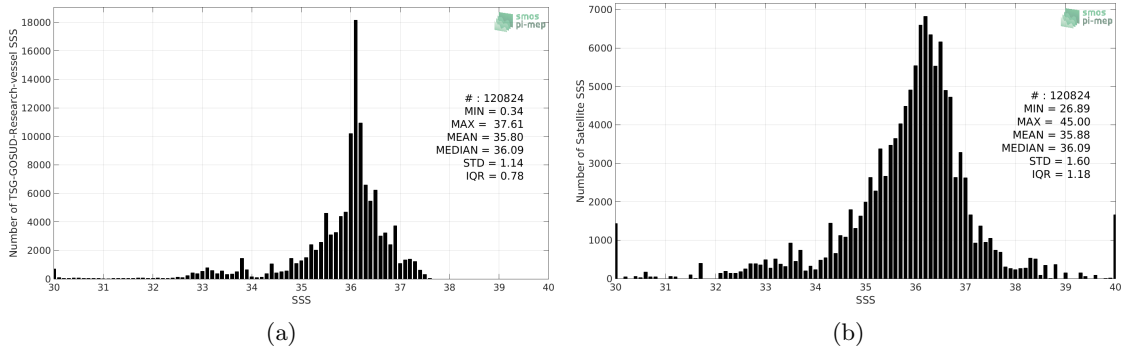 smos
pi-mep
Number of TSG-GOSUD-Research-vessel SSS
18000
16000
14000
12000
10000
8000
6000
4000
2000
0
# : 120824
MIN = 0.34
MAX = 37.61
MEAN = 35.80
MEDIAN = 36.09
STD = 1.14
IQR = 0.78
30 31 32 33 34 35 36 37 38 39 40
SSS
(a)
smos
pi-mep
Number of Satellite SSS
7000
6000
5000
4000
3000
2000
1000
0
# : 120824
MIN = 26.89
MAX = 45.00
MEAN = 35.88
MEDIAN = 36.09
STD = 1.60
IQR = 1.18
30 31 32 33 34 35 36 37 38 39 40
SSS
(b)